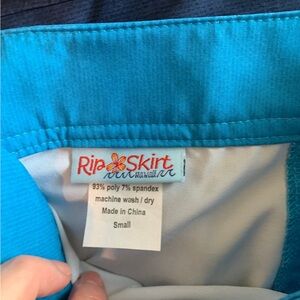 Rip Skirt
HAWAII
93% poly 7% spandex
machine wash / dry
Made in China
Small